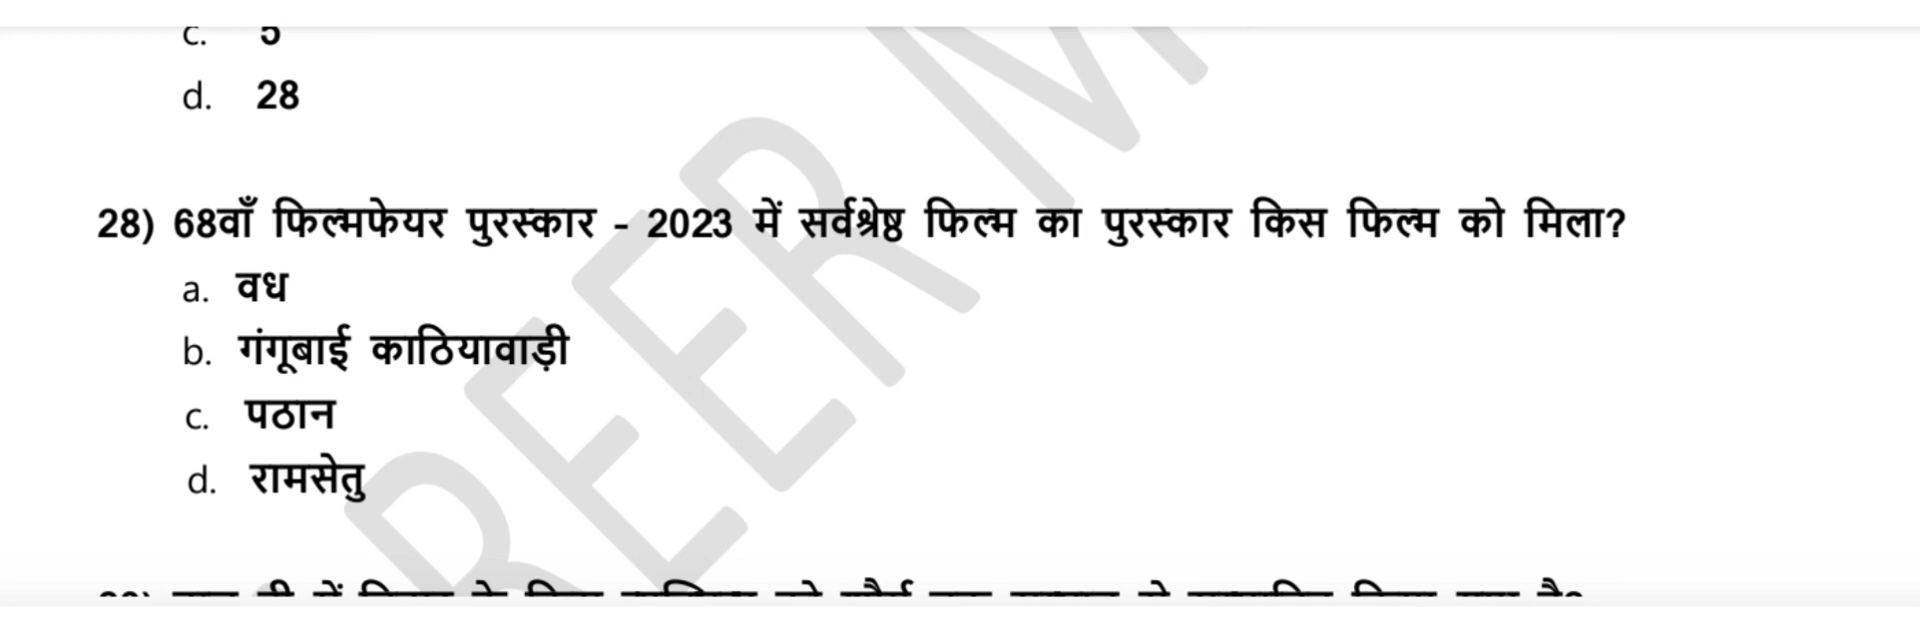 c. 5
d. 28
28) 68वाँ फिल्मफेयर पुरस्कार - 2023 में सर्वश्रेष्ठ फिल्म का पुरस्कार किस फिल्म को मिला?
a. वध
b. गंगूबाई काठियावाड़ी
c. पठान
d. रामसेतु